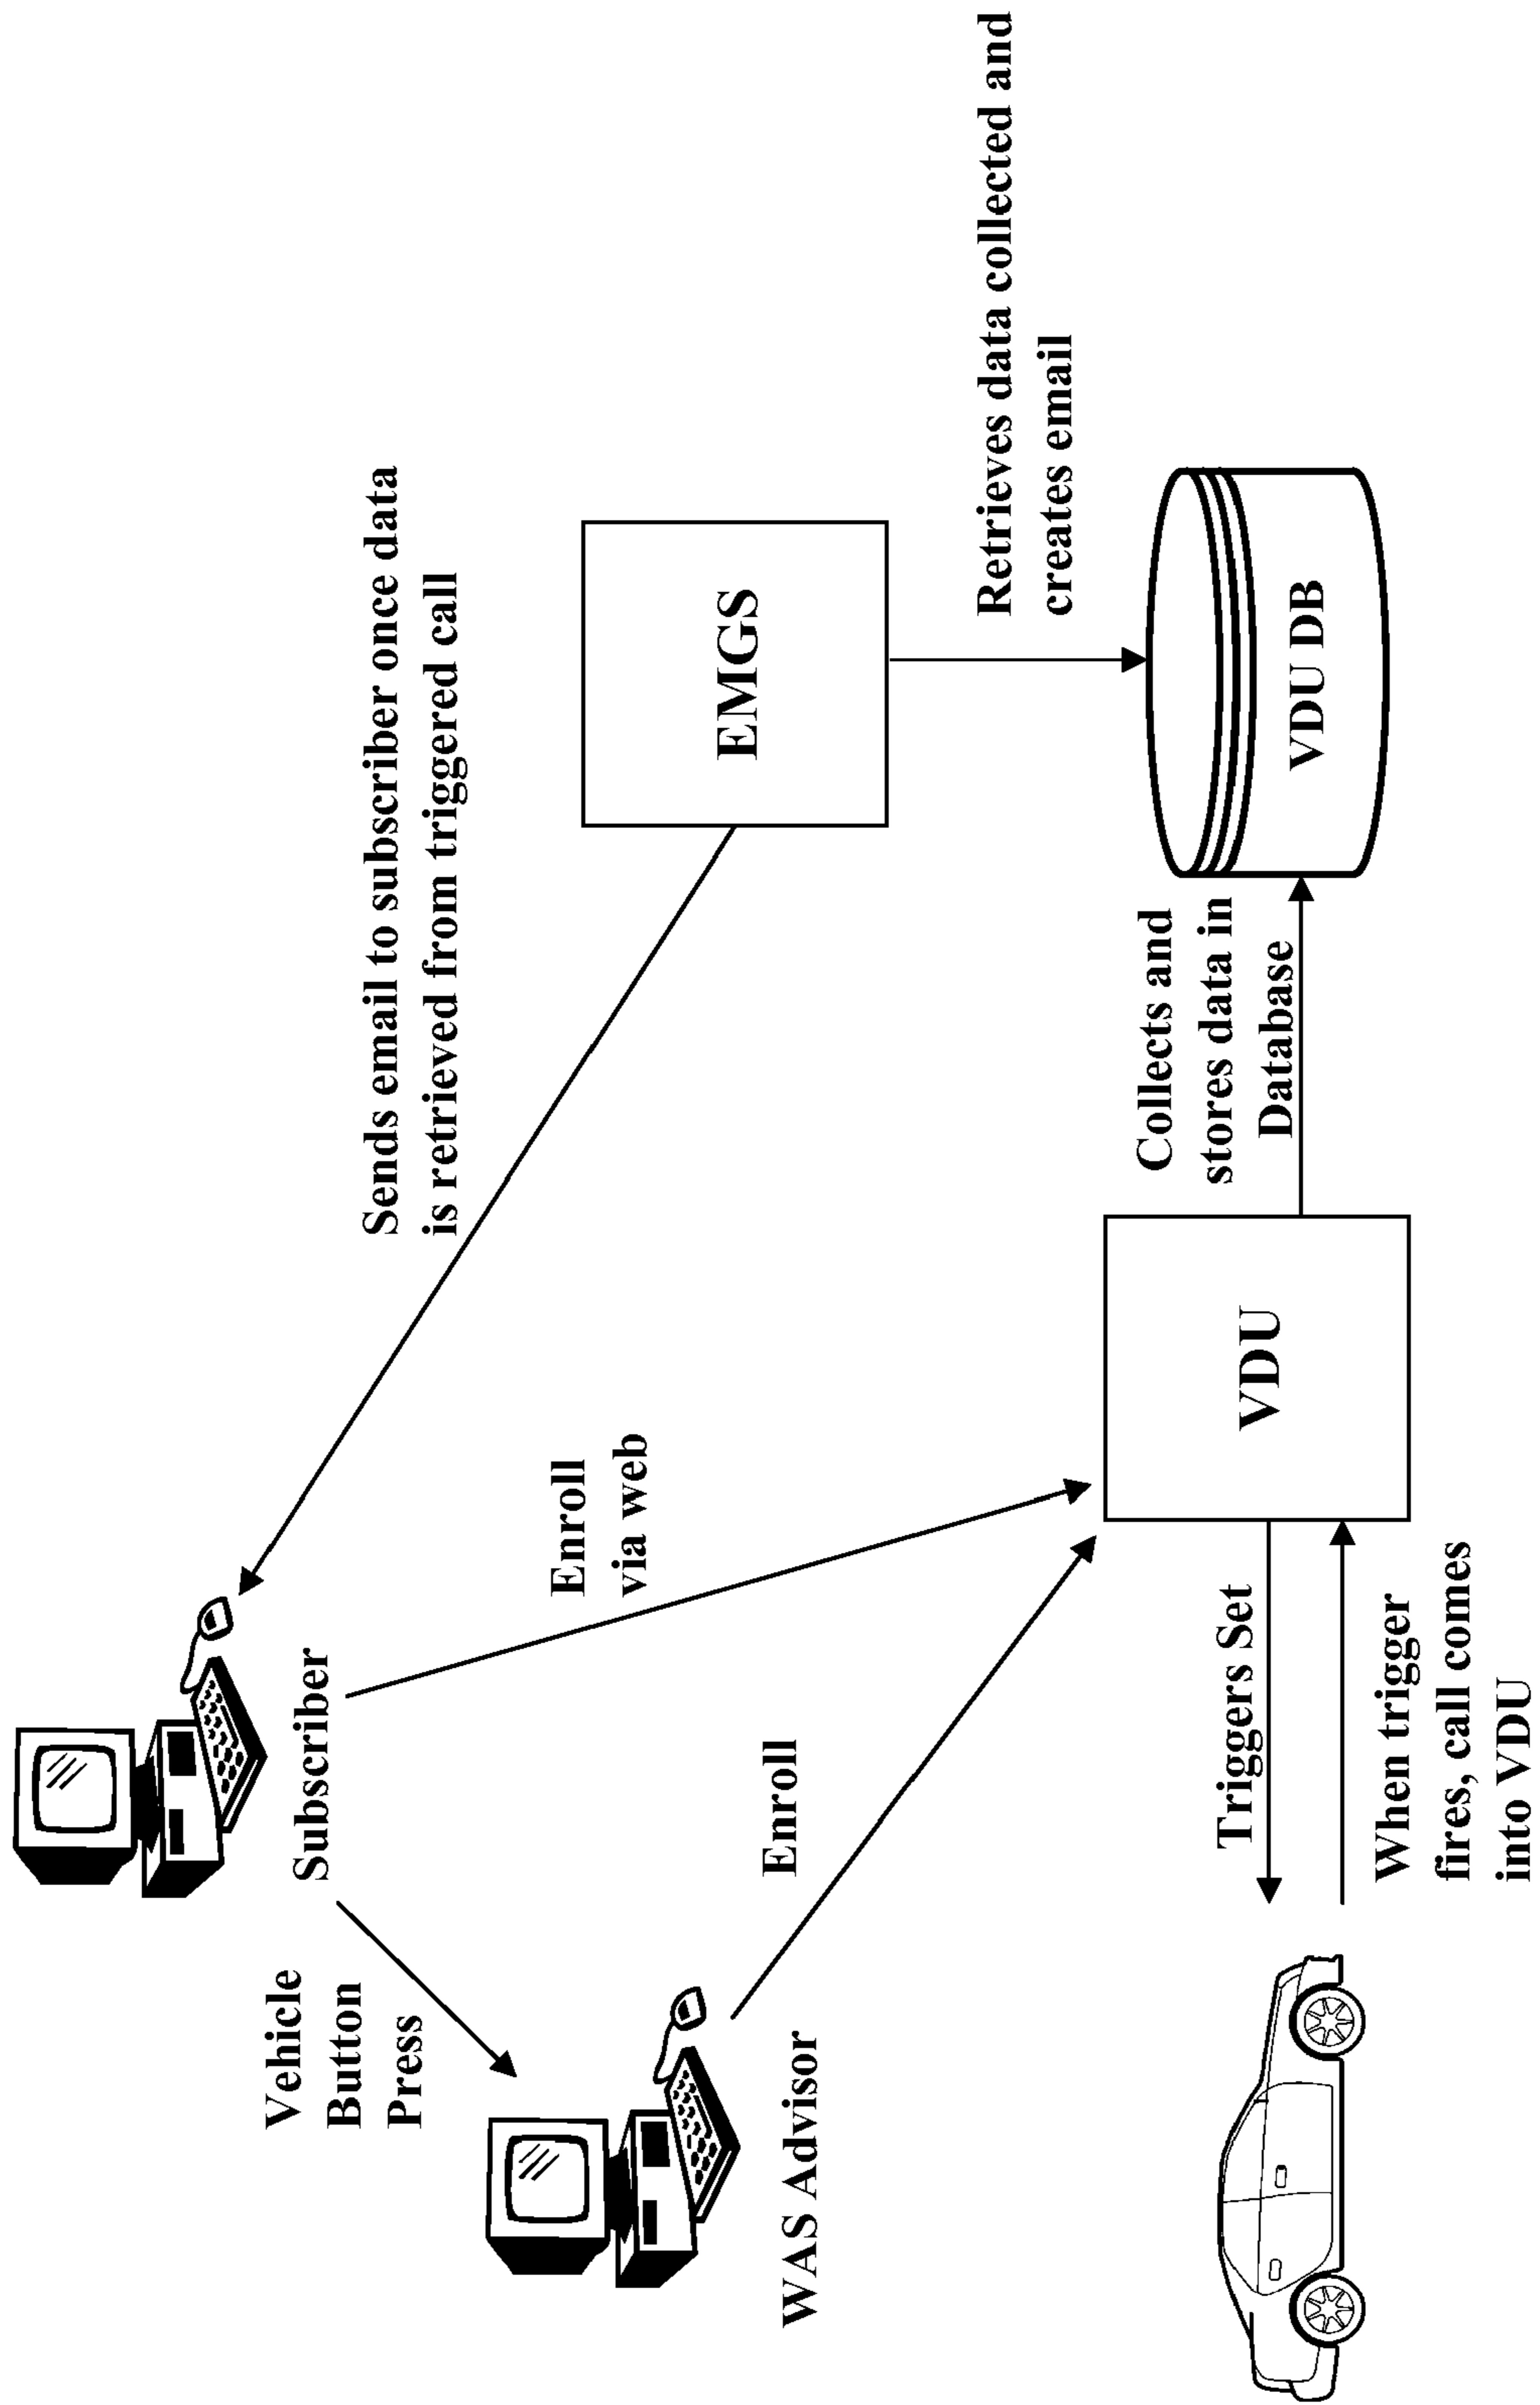 Vehicle
Button
Press
Subscriber
Sends email to subscriber once data
is retrieved from triggered call
Enroll
via web
EMGS
WAS Advisor
Enroll
Retrieves data collected and
creates email
Triggers Set
VDU
Collects and
stores data in
Database
VDU DB
When trigger
fires, call comes
into VDU